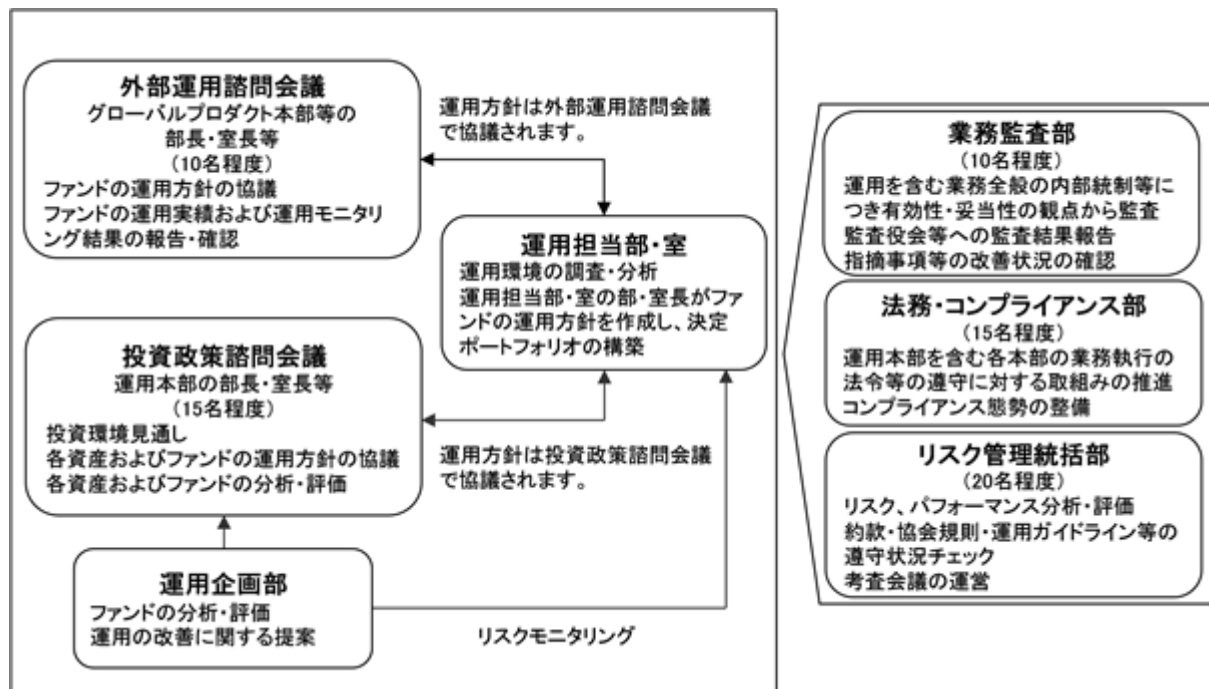 外部運用諮問会議
グローバルプロダクト本部等の
部長・室長等
(10名程度)
ファンドの運用方針の協議
ファンドの運用実績および運用モニタリ
ング結果の報告・確認
運用方針は外部運用諮問会議
で協議されます。
運用担当部・室
運用環境の調査・分析
運用担当部・室の部・室長がファ
ンドの運用方針を作成し、決定
ポートフォリオの構築
投資政策諮問会議
運用本部の部長・室長等
(15名程度)
投資環境見通し
各資産およびファンドの運用方針の協議
各資産およびファンドの分析・評価
運用方針は投資政策諮問会議
で協議されます。
運用企画部
ファンドの分析・評価
運用の改善に関する提案
リスクモニタリング
業務監査部
(10名程度)
運用を含む業務全般の内部統制等に
つき有効性・妥当性の観点から監査
監査役会等への監査結果報告
指摘事項等の改善状況の確認
法務・コンプライアンス部
(15名程度)
運用本部を含む各本部の業務執行の
法令等の遵守に対する取組みの推進
コンプライアンス態勢の整備
リスク管理統括部
(20名程度)
リスク、パフォーマンス分析・評価
約款・協会規則・運用ガイドライン等の
遵守状況チェック
考査会議の運営